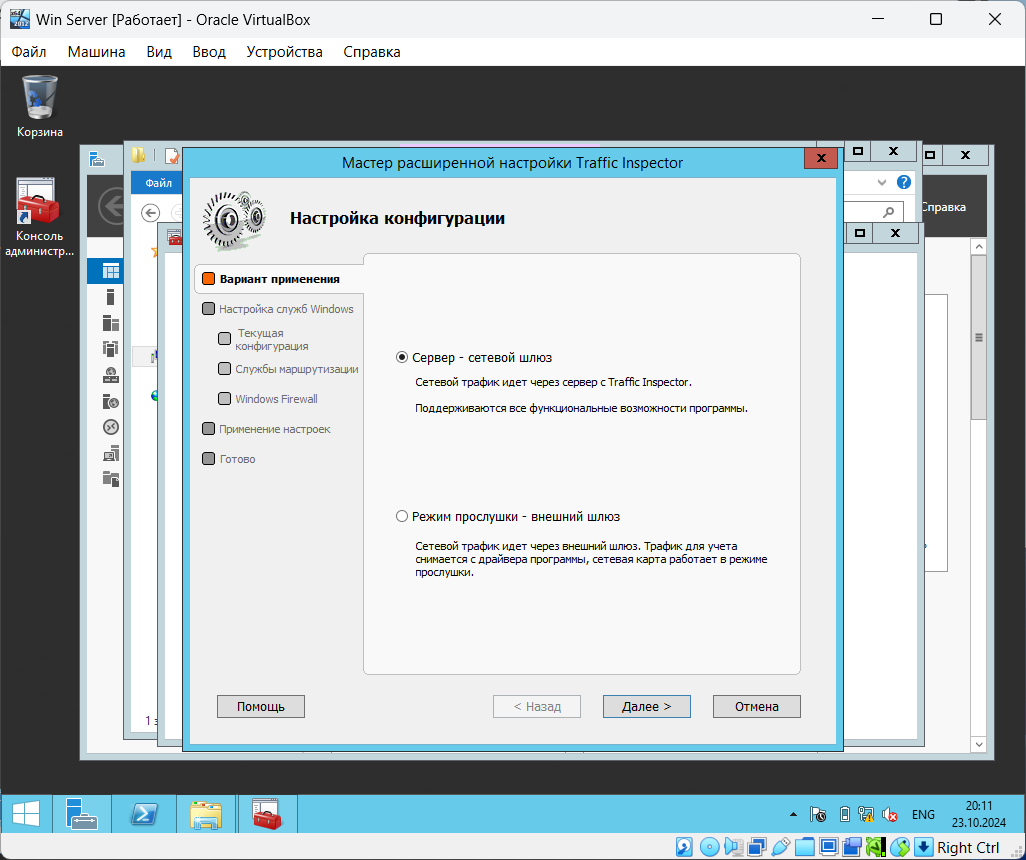 Win Server [Работает] - Oracle VirtualBox
Файл Машина Вид Ввод Устройства Справка
Корзина
Консоль
администр...
Файл
Справка
Мастер расширенной настройки Traffic Inspector
Настройка конфигурации
Вариант применения
Настройка служб Windows
Текущая
конфигурация
Службы маршрутизации
Windows Firewall
Применение настроек
Готово
Сервер - сетевой шлюз
Сетевой трафик идет через сервер с Traffic Inspector.
Поддерживаются все функциональные возможности программы.
Режим прослушки - внешний шлюз
Сетевой трафик идет через внешний шлюз. Трафик для учета
снимается с драйвера программы, сетевая карта работает в режиме
прослушки.
Помощь < Назад Далее > Отмена
ENG
20:11
23.10.2024
Right Ctrl